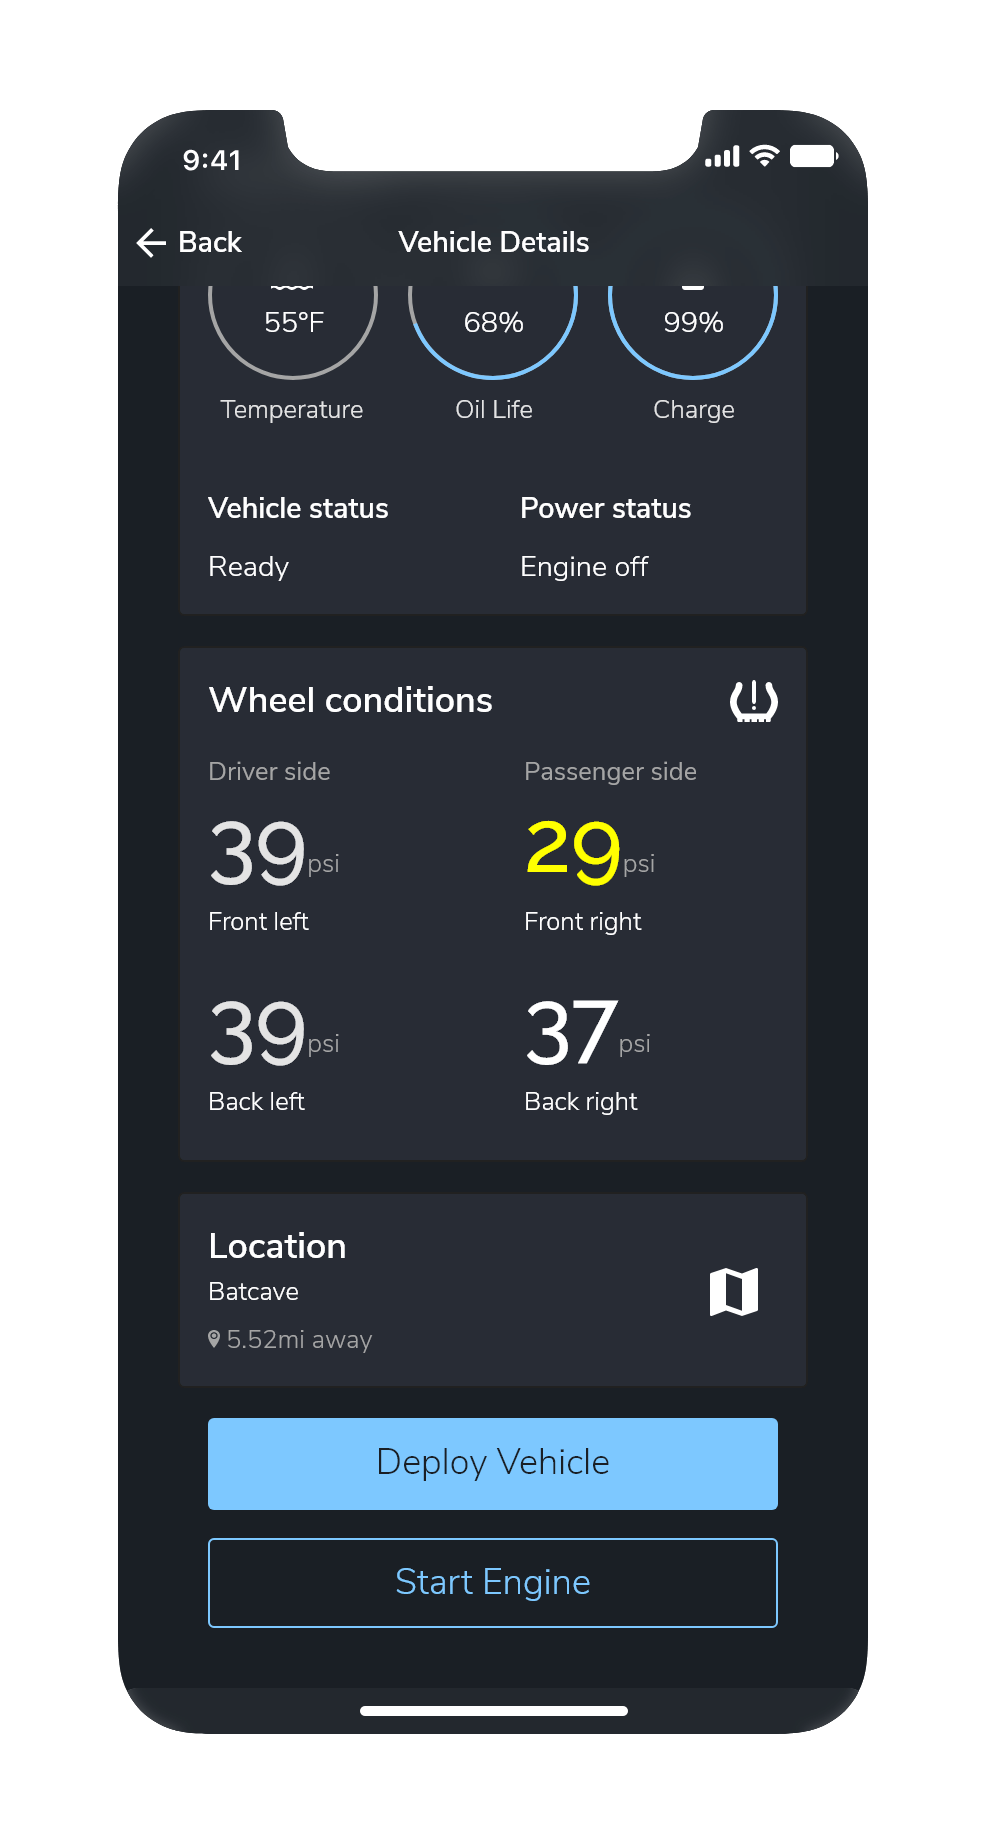 9:41
Back
Vehicle Details
55°F
68%
99%
Temperature
Oil Life
Charge
Vehicle status
Power status
Ready
Engine off
Wheel conditions
Driver side
Passenger side
39psi
29psi
Front left
Front right
39psi
37psi
Back left
Back right
Location
Batcave
5.52mi away
Deploy Vehicle
Start Engine